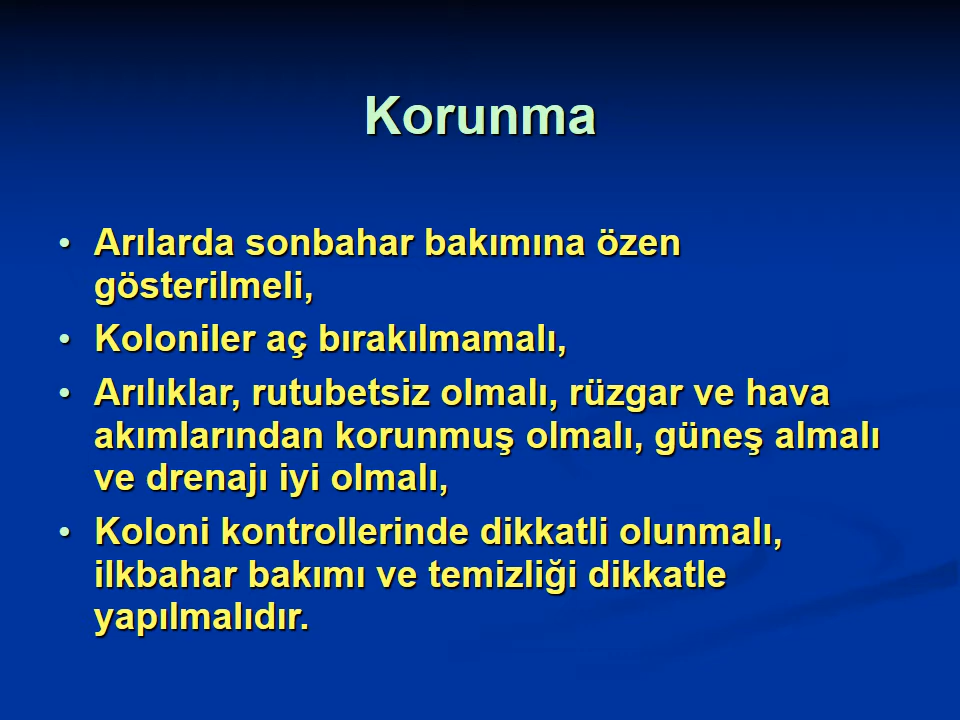 Korunma
• Arılarda sonbahar bakımına özen
gösterilmeli,
• Koloniler aç bırakılmamalı,
• Arılıklar, rutubetsiz olmalı, rüzgar ve hava
akımlarından korunmuş olmalı, güneş almalı
ve drenajı iyi olmalı,
• Koloni kontrollerinde dikkatli olunmalı,
ilkbahar bakımı ve temizliği dikkatle
yapılmalıdır.